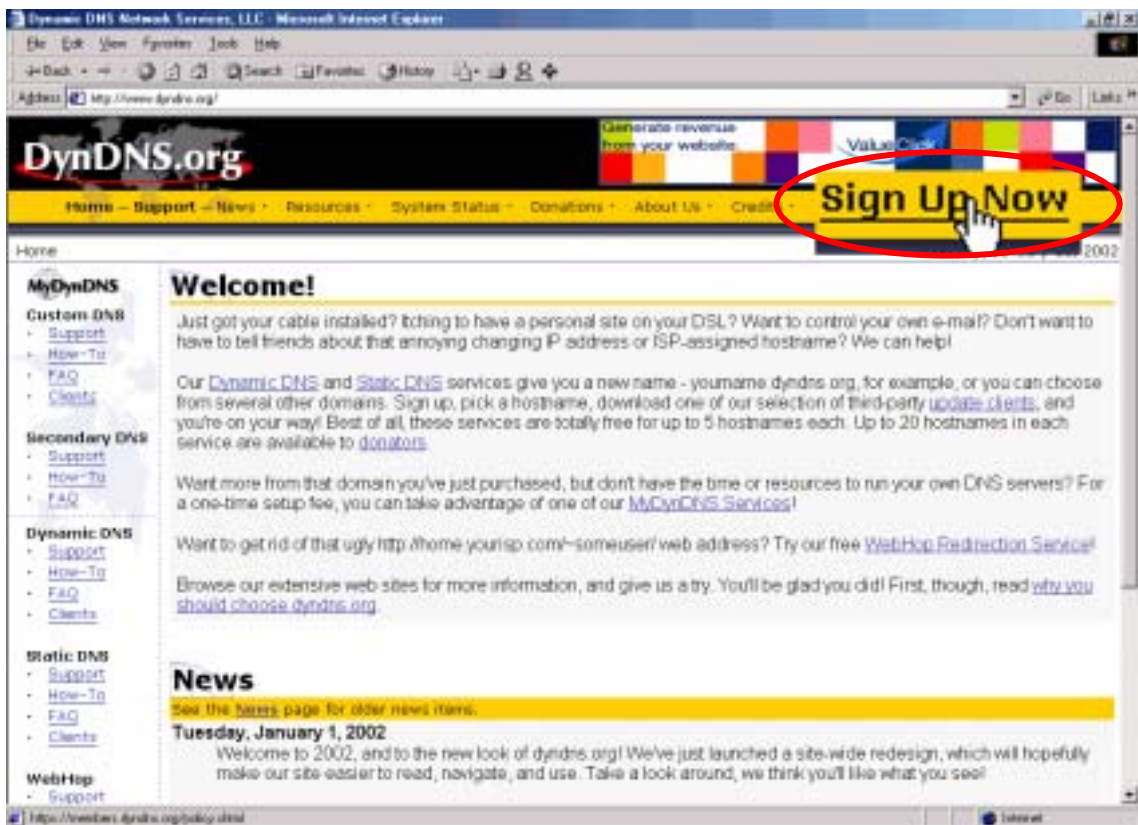 Dynamic DNS Network Services, LLC - Microsoft Internet Explorer
File Edit View Favorites Tools Help
Back Search Favorites History
Address http://www.dyndns.org/ Go Links
DynDNS.org
Generate revenue
from your website.
ValueClick
Home – Support – News · Resources · System Status · Donations · About Us · Credits ·
Sign Up Now
Home
2002
MyDynDNS
Custom DNS
· Support
· How-To
· FAQ
· Clients
Secondary DNS
· Support
· How-To
· FAQ
Dynamic DNS
· Support
· How-To
· FAQ
· Clients
Static DNS
· Support
· How-To
· FAQ
· Clients
WebHop
· Support
Welcome!
Just got your cable installed? Itching to have a personal site on your DSL? Want to control your own e-mail? Don't want to
have to tell friends about that annoying changing IP address or ISP-assigned hostname? We can help!
Our Dynamic DNS and Static DNS services give you a new name - yourname.dyndns.org, for example, or you can choose
from several other domains. Sign up, pick a hostname, download one of our selection of third-party update clients, and
you're on your way! Best of all, these services are totally free for up to 5 hostnames each. Up to 20 hostnames in each
service are available to donators.
Want more from that domain you've just purchased, but don't have the time or resources to run your own DNS servers? For
a one-time setup fee, you can take advantage of one of our MyDynDNS Services!
Want to get rid of that ugly http://home.yourisp.com/~someuser/ web address? Try our free WebHop Redirection Service!
Browse our extensive web sites for more information, and give us a try. You'll be glad you did! First, though, read why you
should choose dyndns.org.
News
See the News page for older news items.
Tuesday, January 1, 2002
Welcome to 2002, and to the new look of dyndns.org! We've just launched a site-wide redesign, which will hopefully
make our site easier to read, navigate, and use. Take a look around, we think you'll like what you see!
https://members.dyndns.org/policy.shtml
Internet